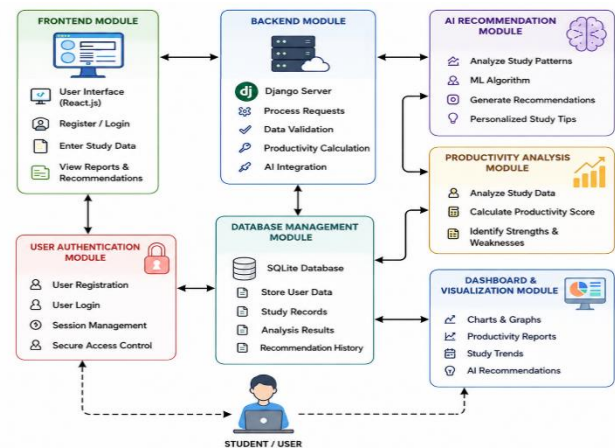 FRONTEND MODULE
User Interface
(React.js)
Register / Login
Enter Study Data
View Reports &
Recommendations
BACKEND MODULE
dj
Django Server
Process Requests
Data Validation
Productivity Calculation
AI Integration
AI RECOMMENDATION
MODULE
Analyze Study Patterns
ML Algorithm
Generate Recommendations
Personalized Study Tips
PRODUCTIVITY ANALYSIS
MODULE
Analyze Study Data
Calculate Productivity Score
Identify Strengths &
Weaknesses
USER AUTHENTICATION
MODULE
User Registration
User Login
Session Management
Secure Access Control
DATABASE MANAGEMENT
MODULE
SQLite Database
Store User Data
Study Records
Analysis Results
Recommendation History
DASHBOARD &
VISUALIZATION MODULE
Charts & Graphs
Productivity Reports
Study Trends
AI Recommendations
STUDENT / USER